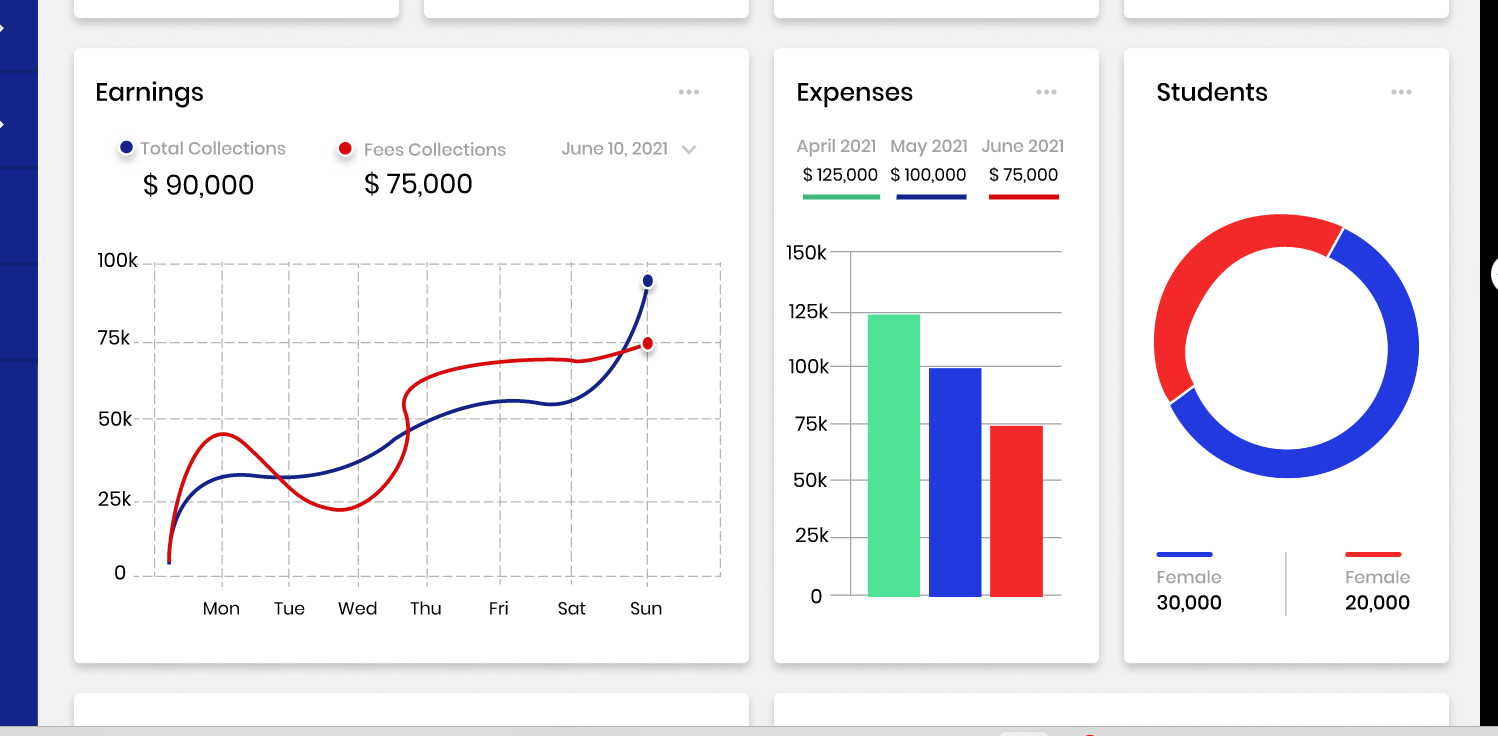 Earnings
Total Collections
$ 90,000
Fees Collections
$ 75,000
June 10, 2021
100k
75k
50k
25k
0
Mon Tue Wed Thu Fri Sat Sun
Expenses
April 2021 May 2021 June 2021
$ 125,000 $ 100,000 $ 75,000
150k
125k
100k
75k
50k
25k
0
Students
Female
30,000
Female
20,000